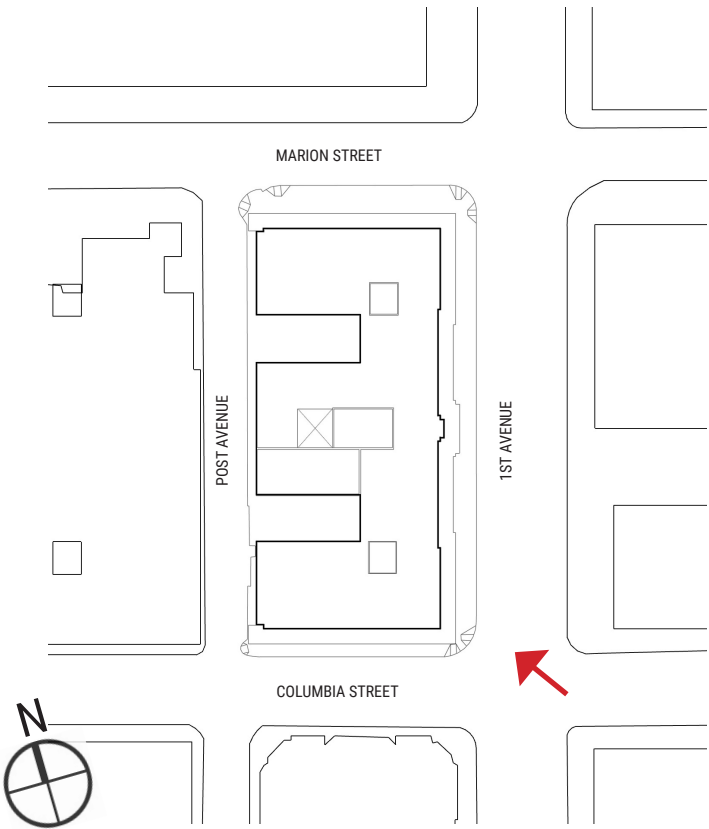 MARION STREET
POST AVENUE
1ST AVENUE
COLUMBIA STREET
N